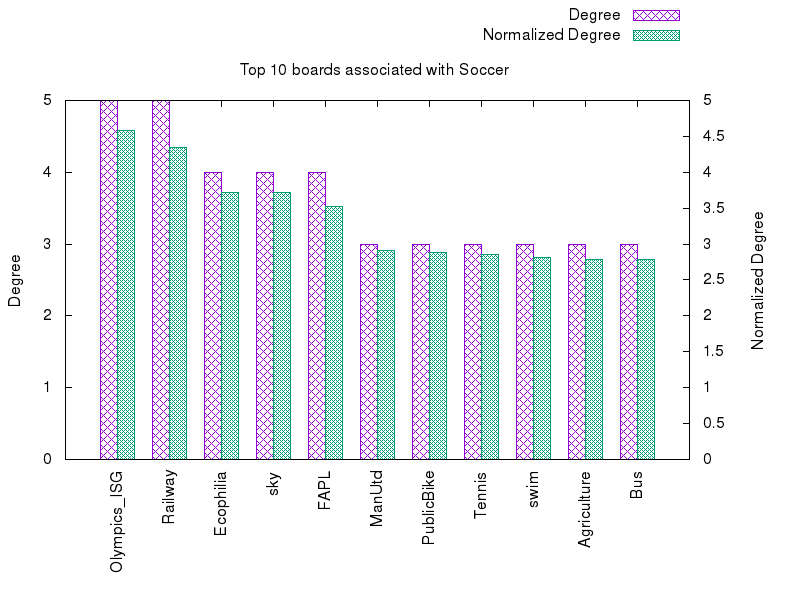 Degree
Normalized Degree
Top 10 boards associated with Soccer
5
4
3
2
1
0
Degree
5
4.5
4
3.5
3
2.5
2
1.5
1
0.5
0
Normalized Degree
Olympics_ISG
Railway
Ecophilia
sky
FAPL
ManUtd
PublicBike
Tennis
swim
Agriculture
Bus